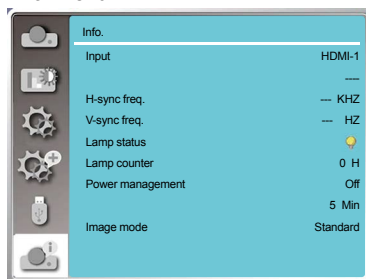 Info.
Input HDMI-1
----
H-sync freq. --- KHZ
V-sync freq. --- HZ
Lamp status
Lamp counter 0 H
Power management Off
5 Min
Image mode Standard